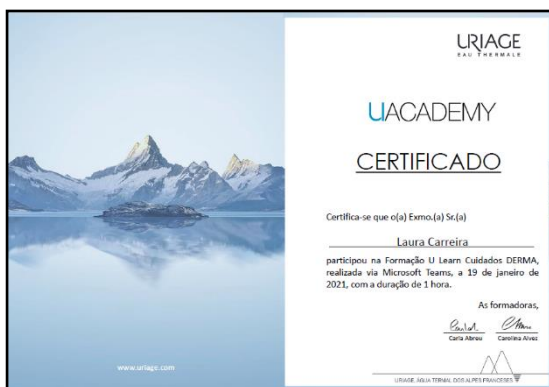 URIAGE
EAU THERMALE
UACADEMY
CERTIFICADO
Certifica-se que o(a) Exmo.(a) Sr.(a)
Laura Carreira
participou na Formação U Learn Cuidados DERMA,
realizada via Microsoft Teams, a 19 de janeiro de
2021, com a duração de 1 hora.
As formadoras,
Carla Abreu Carolina Alves
www.uriage.com
URIAGE, ÁGUA TERMAL DOS ALPES FRANCESES